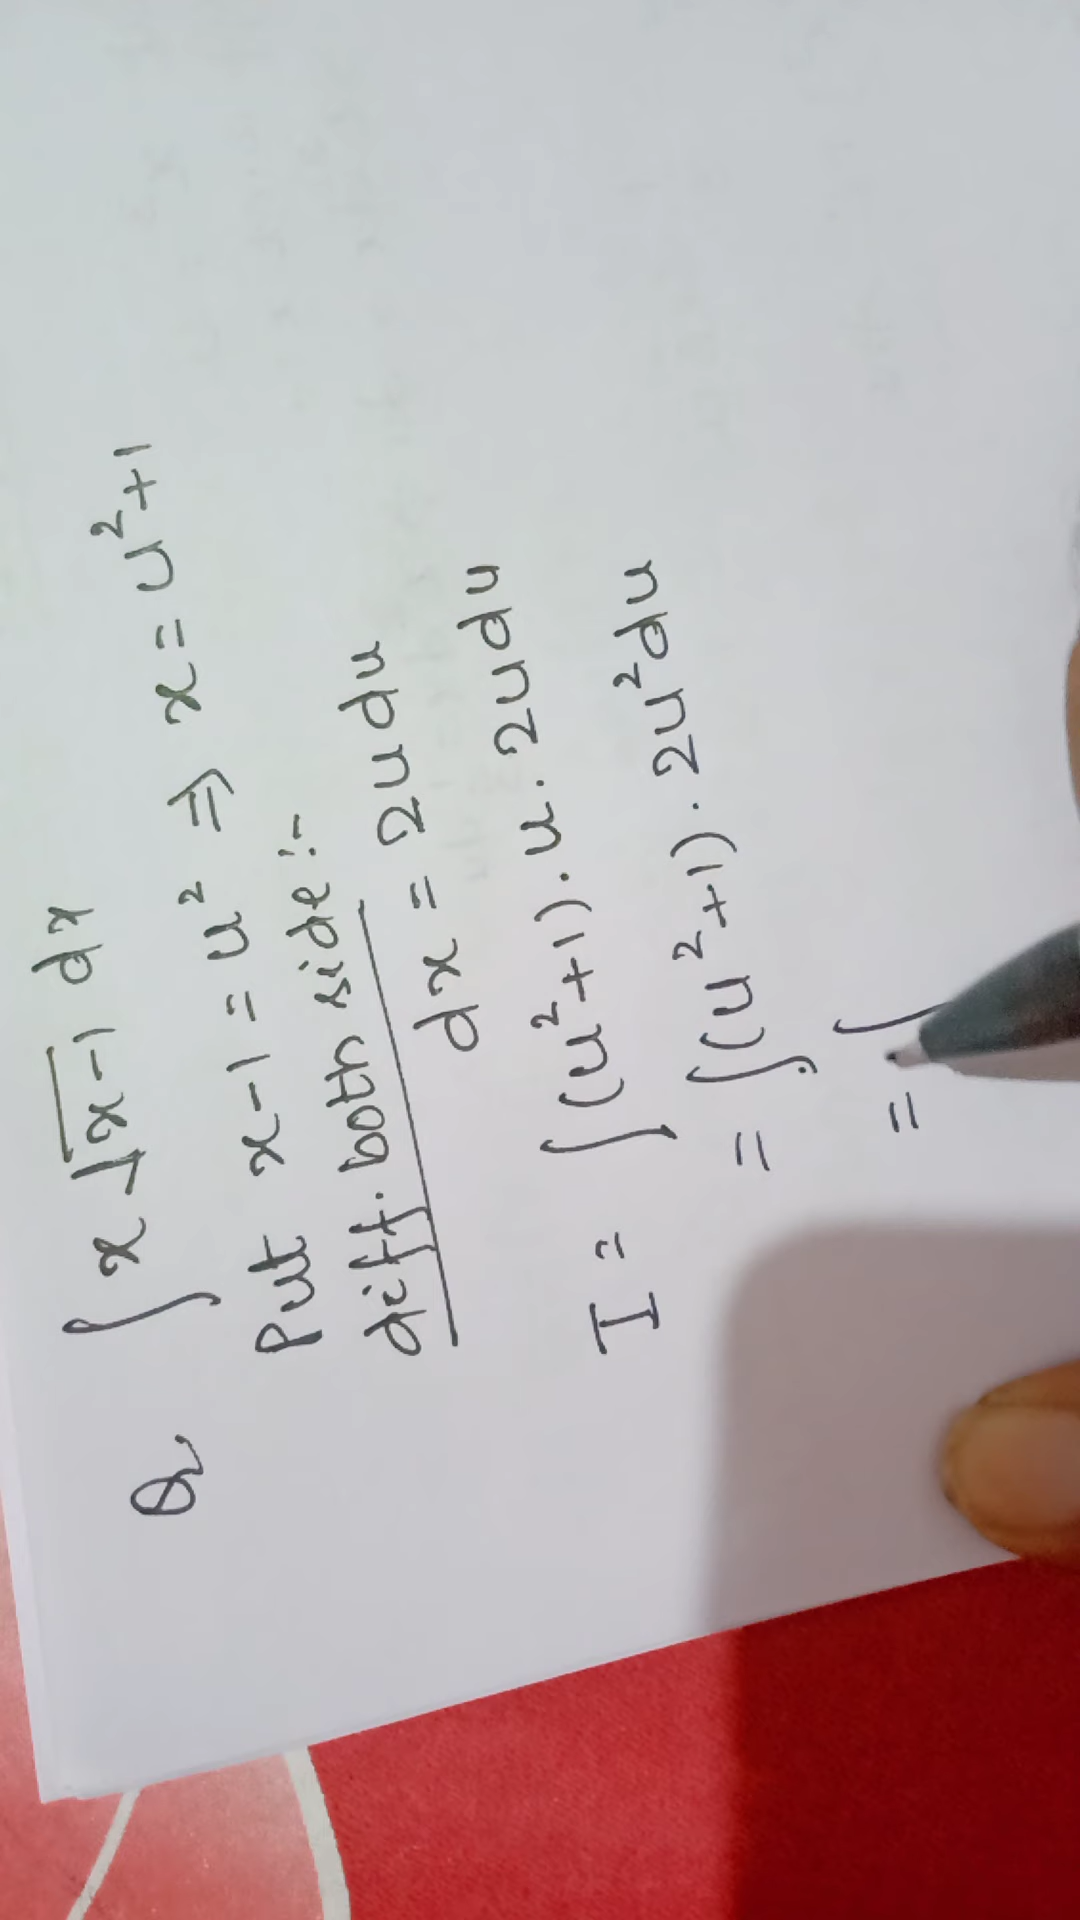 Q ∫ x √x-1 dx
Put x-1 = u² ⇒ x = u²+1
diff. both side :-
dx = 2u du
I = ∫ (u²+1). u. 2u du
= ∫ (u²+1). 2u² du
= (